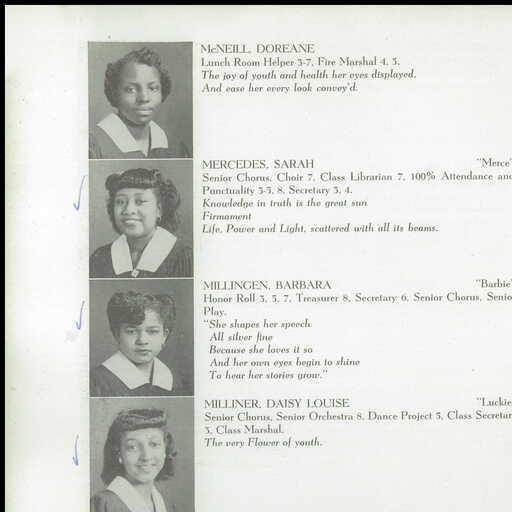 McNEILL, DOREANE
Lunch Room Helper 3-7, Fire Marshal 4, 3.
The joy of youth and health her eyes displayed,
And ease her every look convey'd.
MERCEDES, SARAH "Merce"
Senior Chorus, Choir 7, Class Librarian 7, 100% Attendance and
Punctuality 3-5, 8, Secretary 3, 4.
Knowledge in truth is the great sun
Firmament
Life, Power and Light, scattered with all its beams.
MILLINGEN, BARBARA "Barbie"
Honor Roll 3, 5, 7, Treasurer 8, Secretary 6, Senior Chorus, Senio
Play.
"She shapes her speech
All silver fine
Because she loves it so
And her own eyes begin to shine
To hear her stories grow."
MILLINER, DAISY LOUISE "Luckie
Senior Chorus, Senior Orchestra 8, Dance Project 5, Class Secretar
3, Class Marshal.
The very Flower of youth.